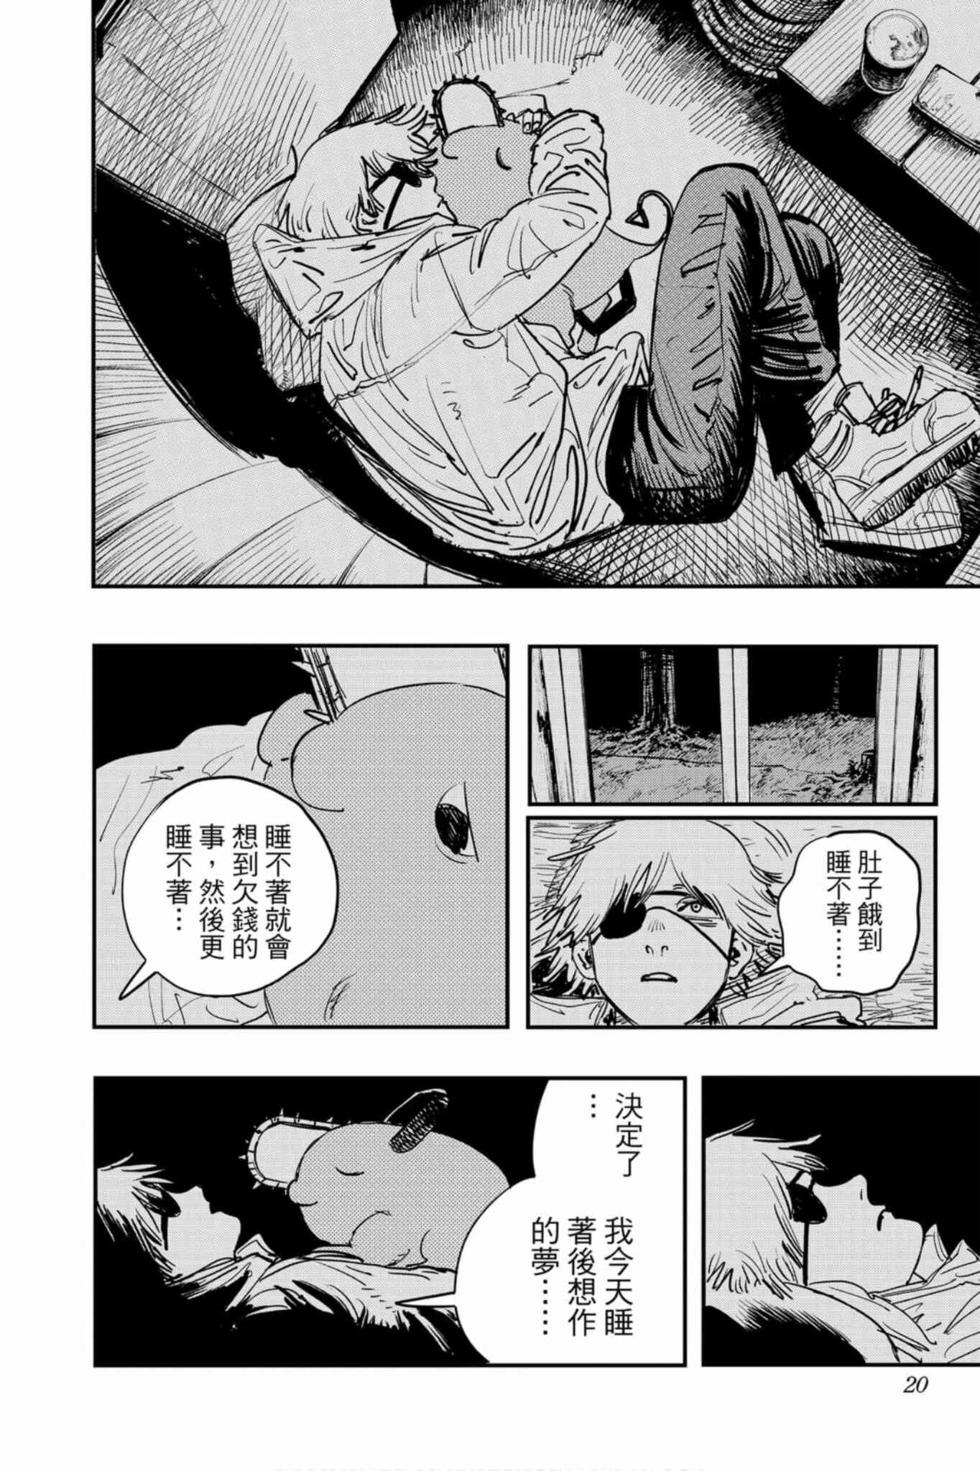 肚子餓到
睡不著……
睡不著就會
想到欠錢的
事，然後更
睡不著…
決定了
…
我今天睡
著後想作
的夢……
20